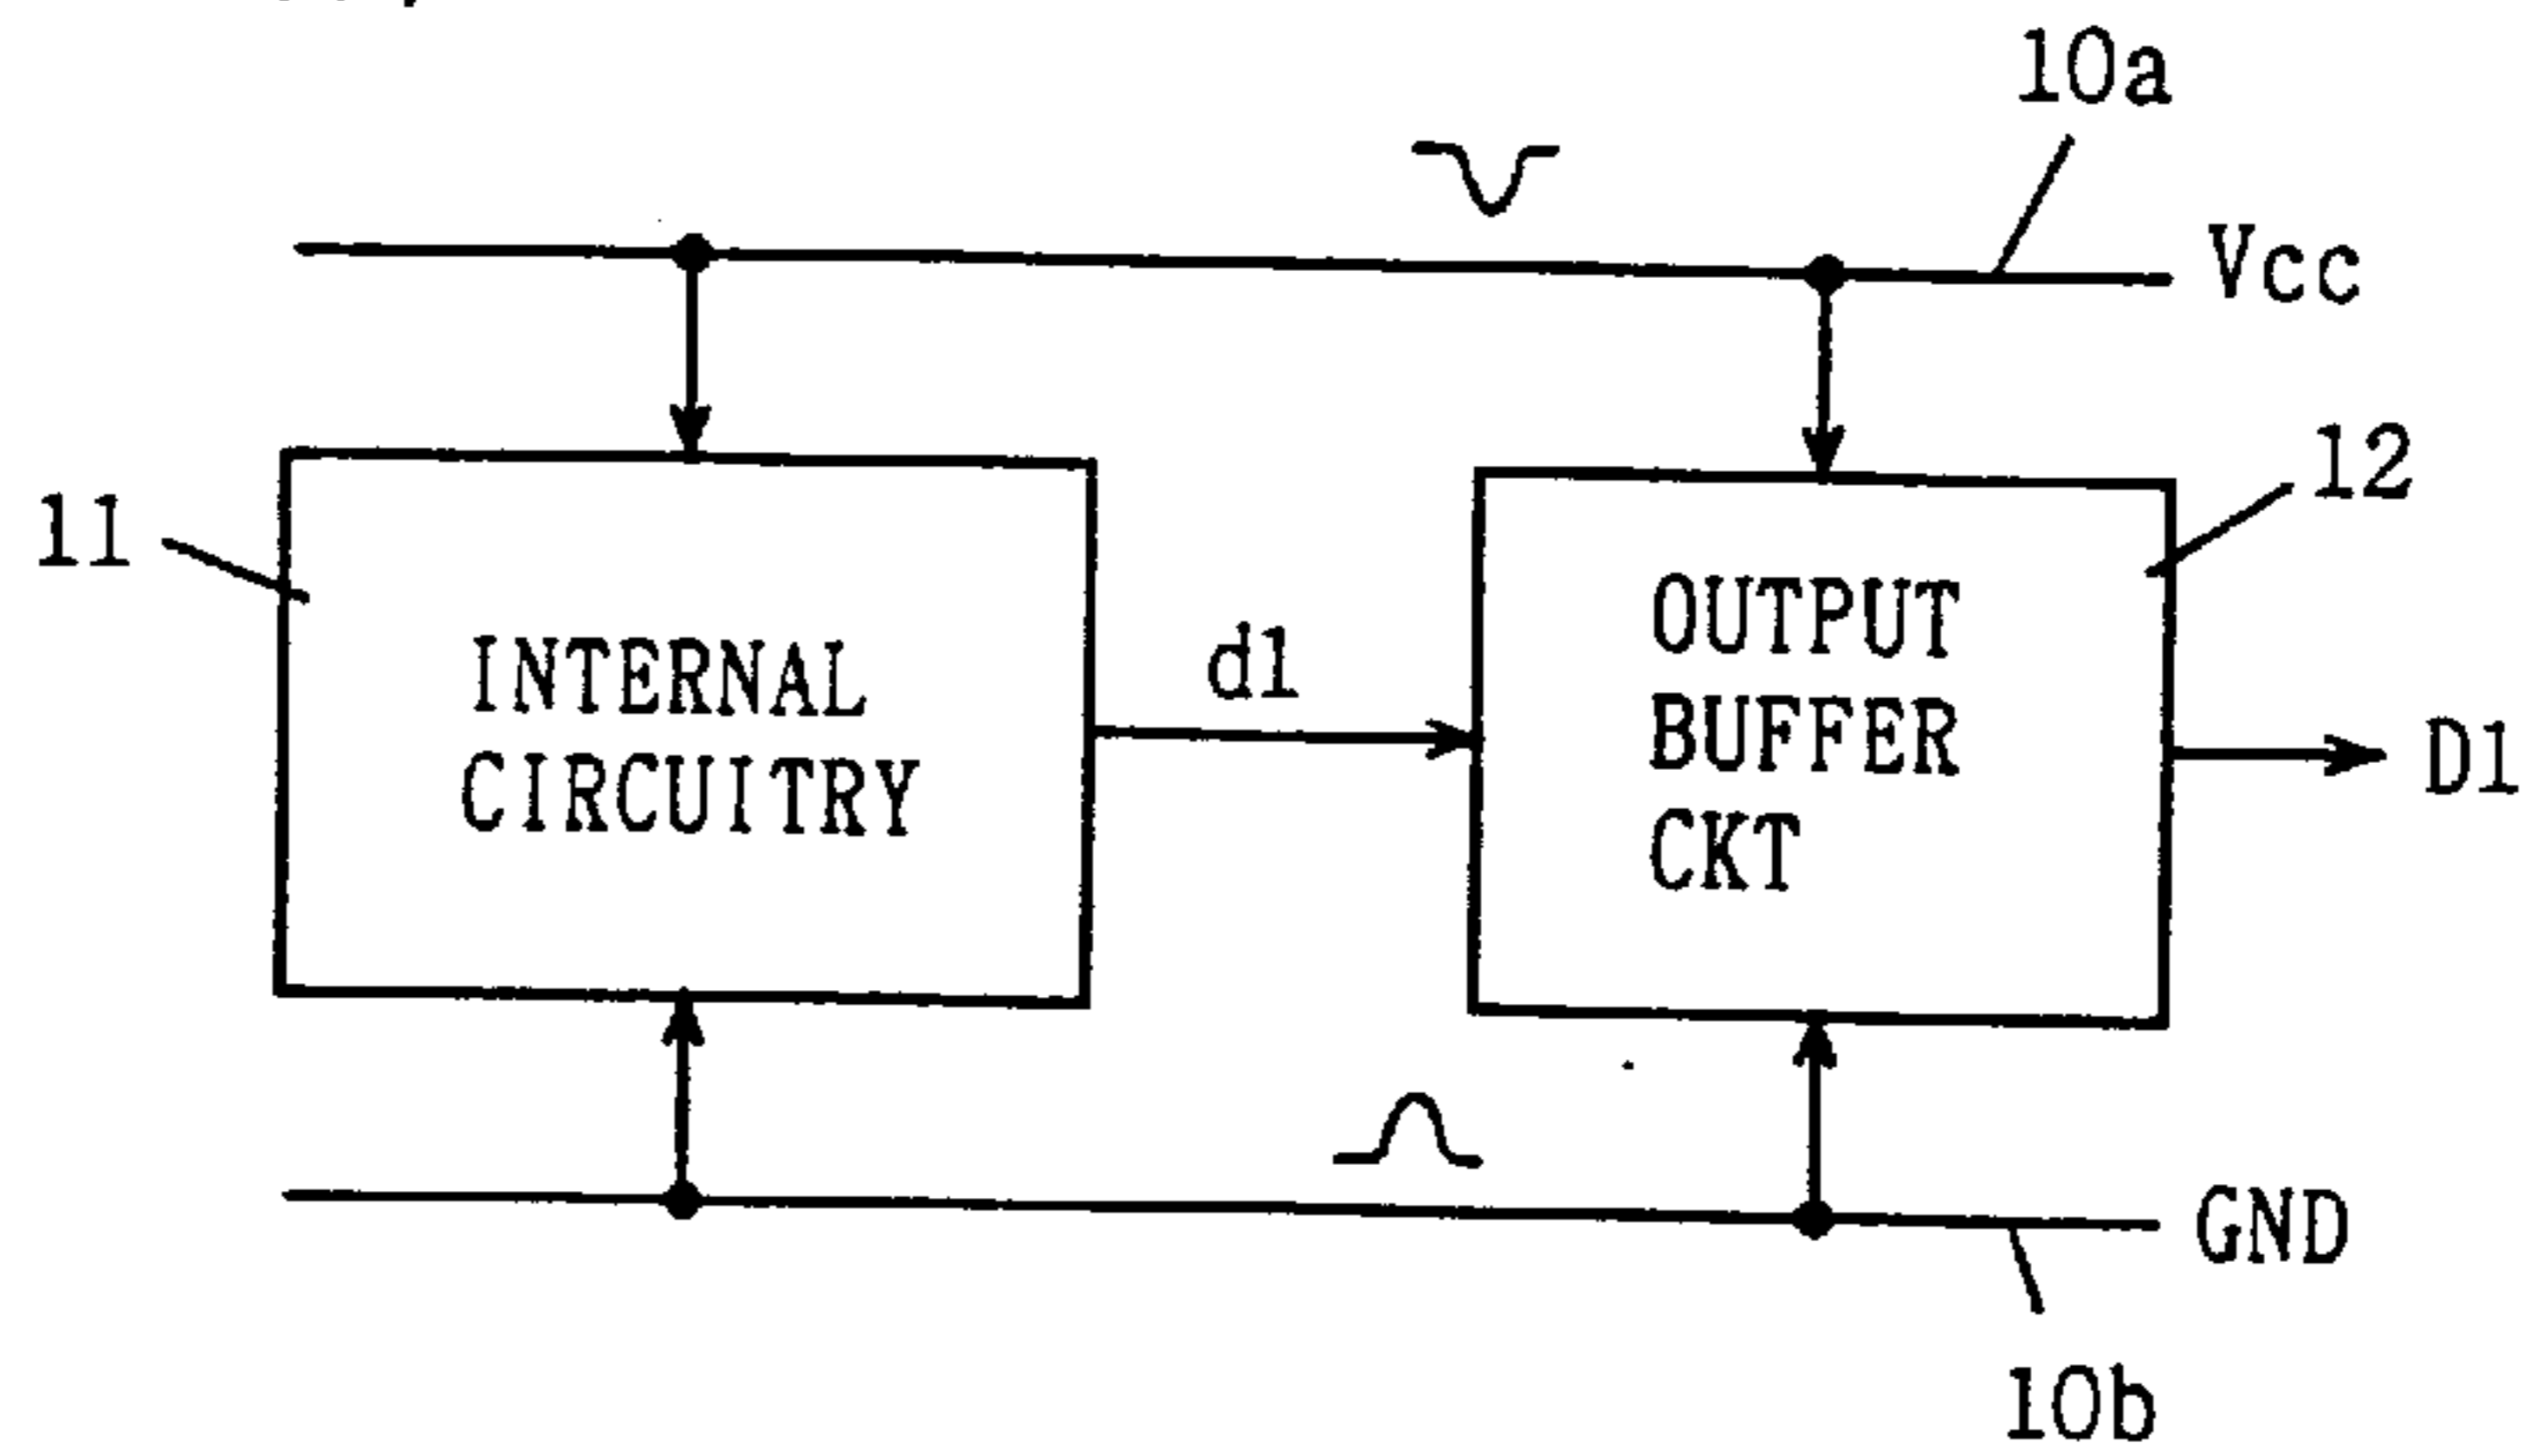 10a
Vcc
11
12
INTERNAL
CIRCUITRY
d1
OUTPUT
BUFFER
CKT
D1
GND
10b